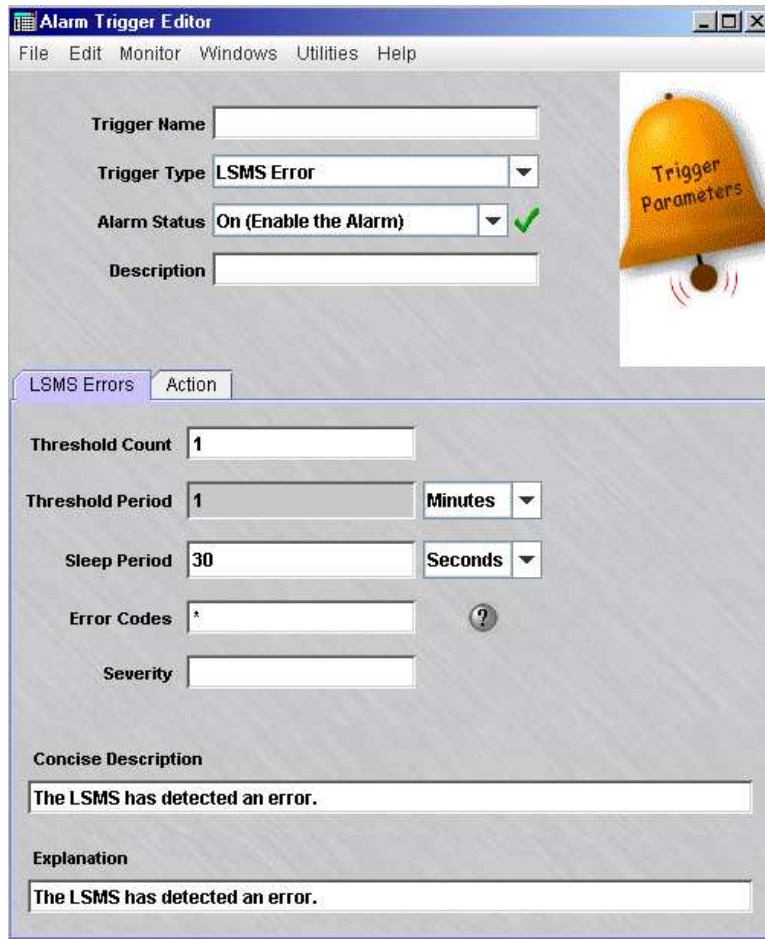 Alarm Trigger Editor
File Edit Monitor Windows Utilities Help
Trigger Name
Trigger Type LSMS Error
Alarm Status On (Enable the Alarm)
Description
Trigger
Parameters
LSMS Errors Action
Threshold Count 1
Threshold Period 1 Minutes
Sleep Period 30 Seconds
Error Codes * ?
Severity
Concise Description
The LSMS has detected an error.
Explanation
The LSMS has detected an error.